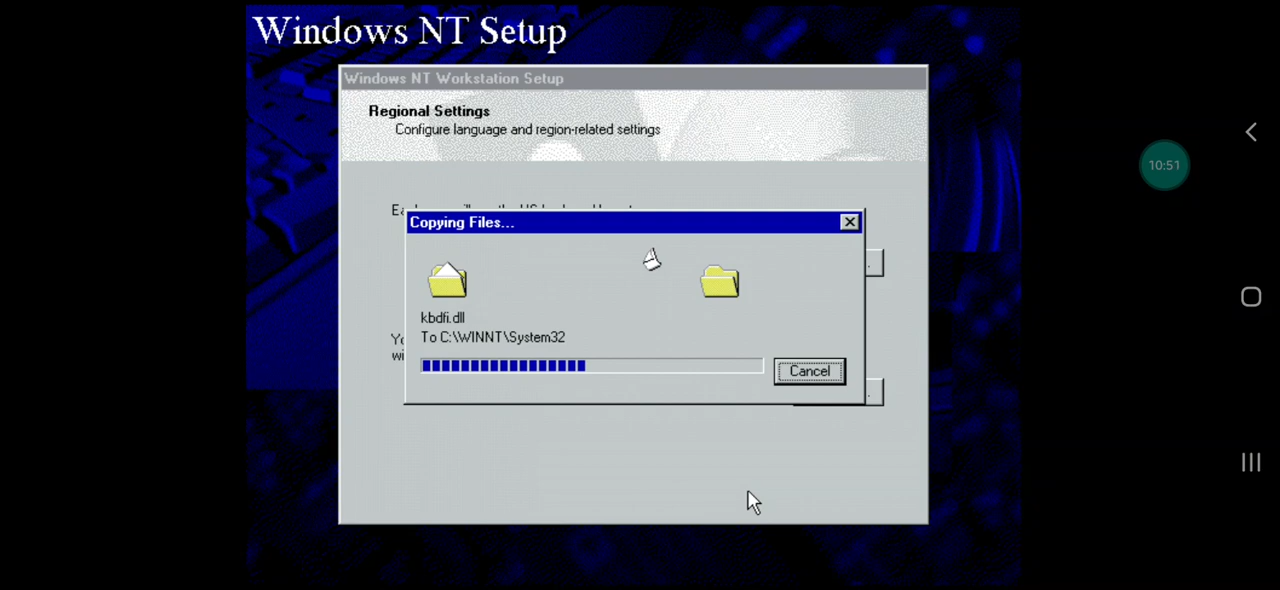 Windows NT Setup
Windows NT Workstation Setup
Regional Settings
Configure language and region-related settings
Copying Files...
kbdfi.dll
To C:\WINNT\System32
Cancel
10:51